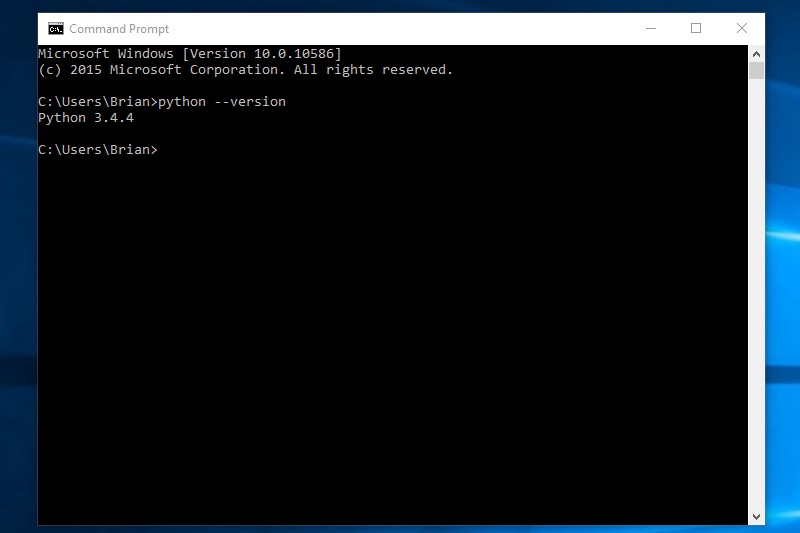 Command Prompt
Microsoft Windows [Version 10.0.10586]
(c) 2015 Microsoft Corporation. All rights reserved.
C:\Users\Brian>python --version
Python 3.4.4
C:\Users\Brian>